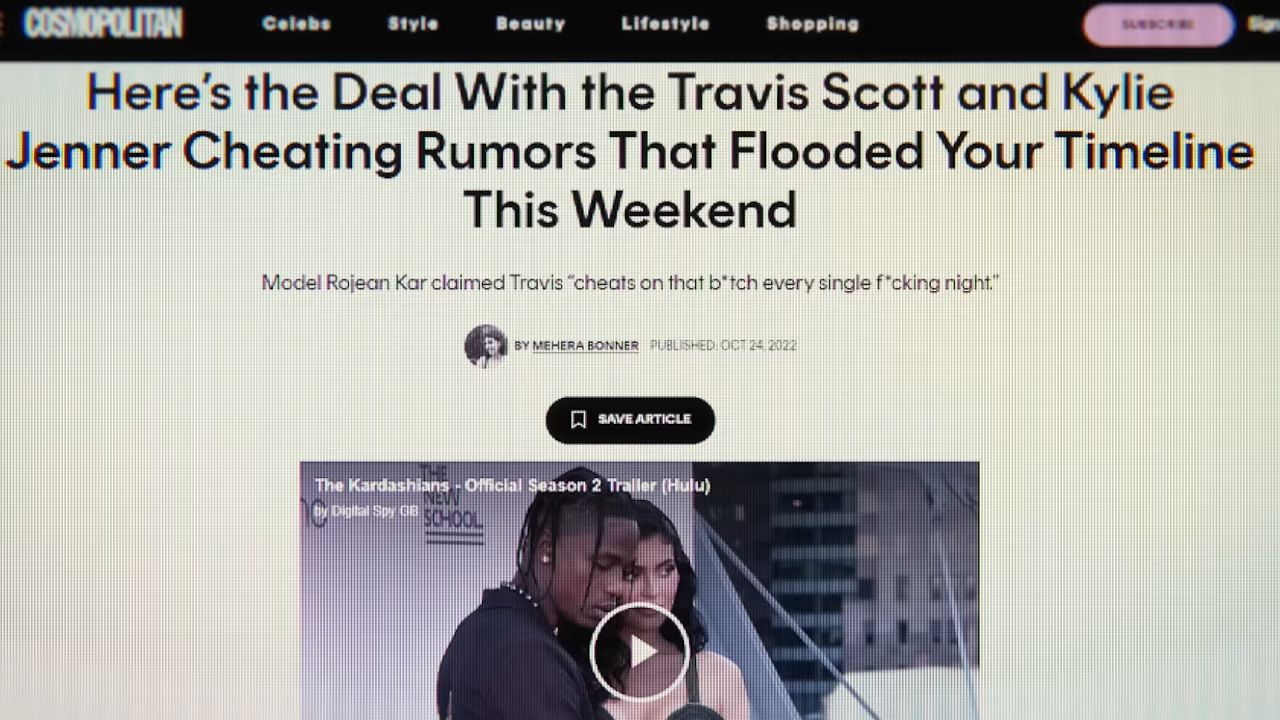 COSMOPOLITAN Celebs Style Beauty Lifestyle Shopping SUBSCRIBE
Here's the Deal With the Travis Scott and Kylie
Jenner Cheating Rumors That Flooded Your Timeline
This Weekend
Model Rojean Kar claimed Travis “cheats on that b*tch every single f*cking night.”
BY MEHERA BONNER PUBLISHED: OCT 24, 2022
SAVE ARTICLE
The Kardashians - Official Season 2 Trailer (Hulu)
by Digital Spy GB
THE
NEW
SCHOOL